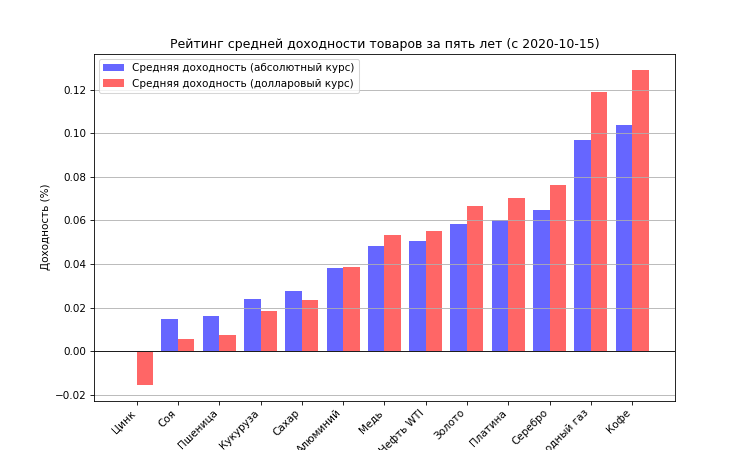 Рейтинг средней доходности товаров за пять лет (с 2020-10-15)
Средняя доходность (абсолютный курс)
Средняя доходность (долларовый курс)
Доходность (%)
0.12
0.10
0.08
0.06
0.04
0.02
0.00
−0.02
Цинк
Соя
Пшеница
Кукуруза
Сахар
Алюминий
Медь
Нефть WTI
Золото
Платина
Серебро
газ
Кофе